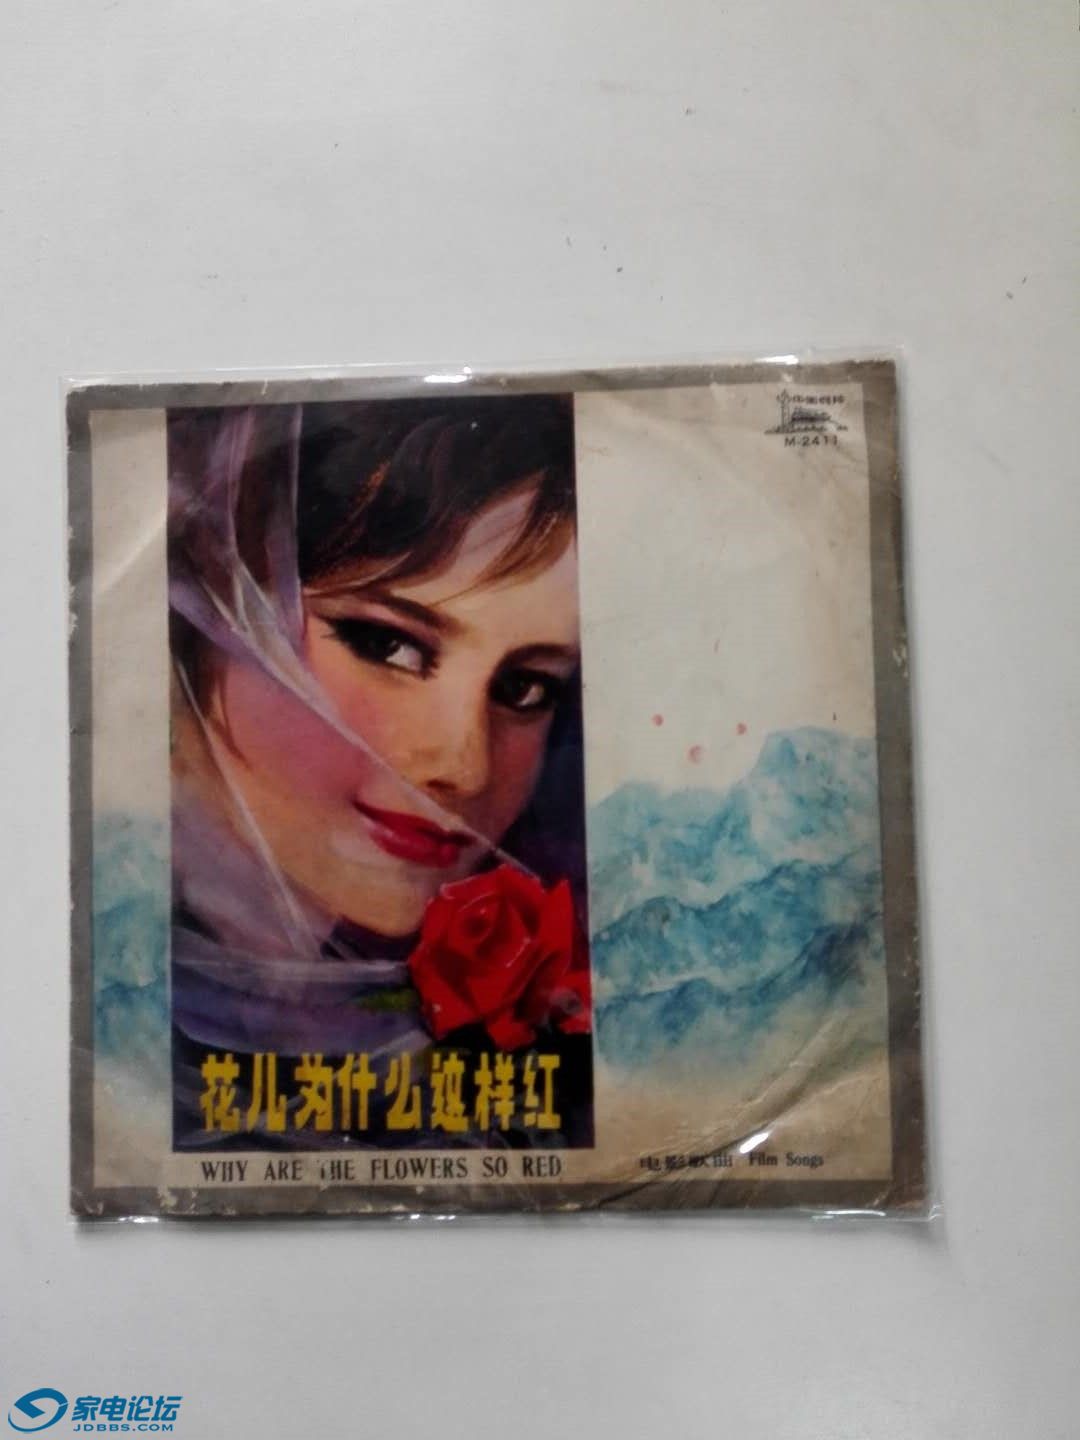 中国唱片
M-2411
花儿为什么这样红
WHY ARE THE FLOWERS SO RED
电影歌曲 Film Songs
家电论坛
JDBBS.COM